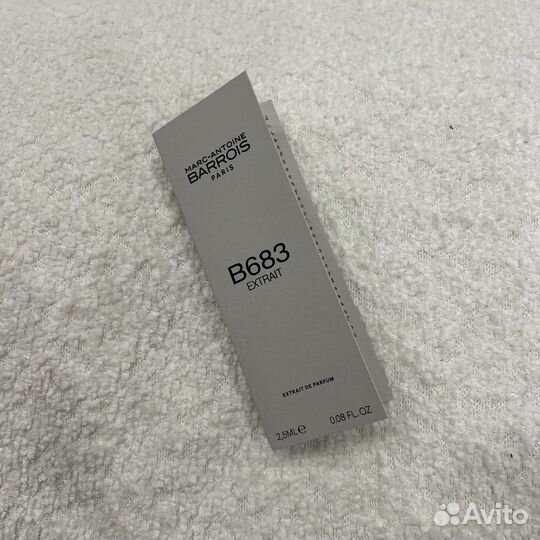 MARC-ANTOINE
BARROIS
PARIS
B683
EXTRAIT
EXTRAIT DE PARFUM
2,5ML℮ 0.08 FL. OZ
Avito